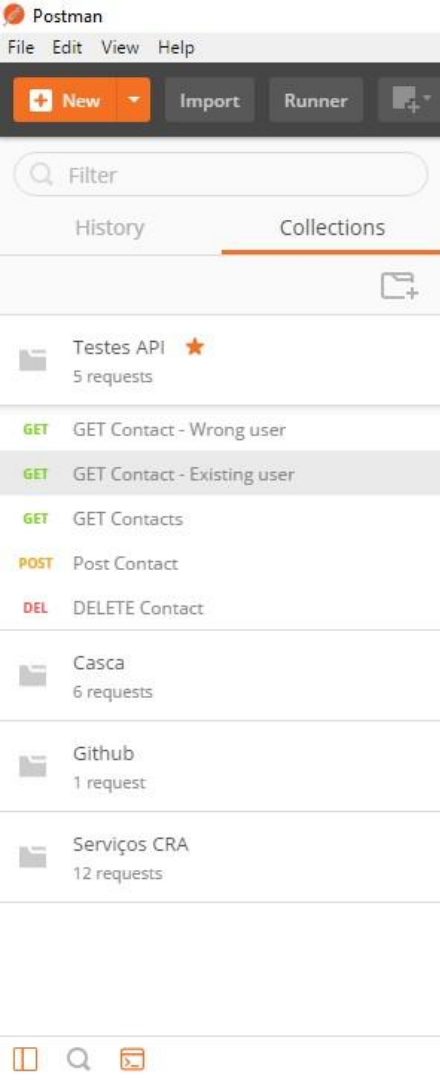 Postman
File Edit View Help
New Import Runner
Filter
History Collections
Testes API
5 requests
GET GET Contact - Wrong user
GET GET Contact - Existing user
GET GET Contacts
POST Post Contact
DEL DELETE Contact
Casca
6 requests
Github
1 request
Serviços CRA
12 requests